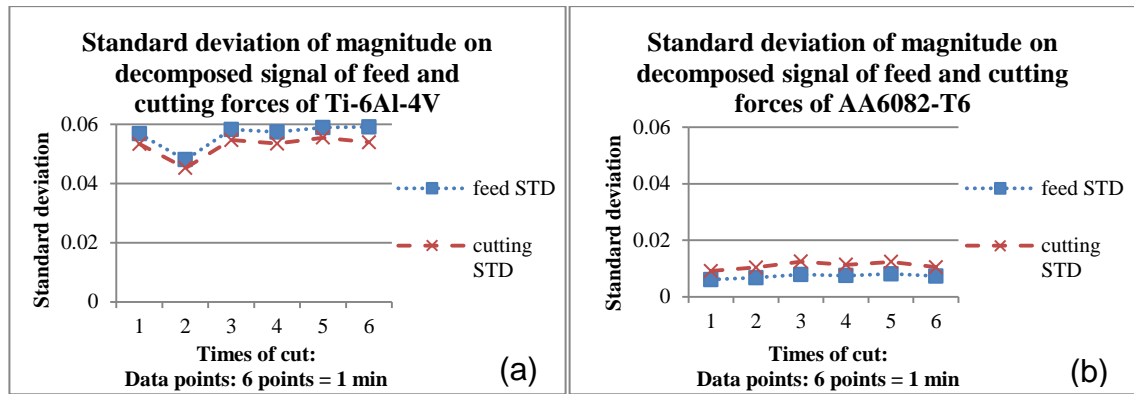 Standard deviation of magnitude on
decomposed signal of feed and
cutting forces of Ti-6Al-4V
0.06
0.04
0.02
0
Standard deviation
1 2 3 4 5 6
Times of cut:
Data points: 6 points = 1 min
feed STD
cutting
STD
(a)
Standard deviation of magnitude on
decomposed signal of feed and cutting
forces of AA6082-T6
0.06
0.04
0.02
0
Standard deviation
1 2 3 4 5 6
Times of cut:
Data points: 6 points = 1 min
feed STD
cutting
STD
(b)